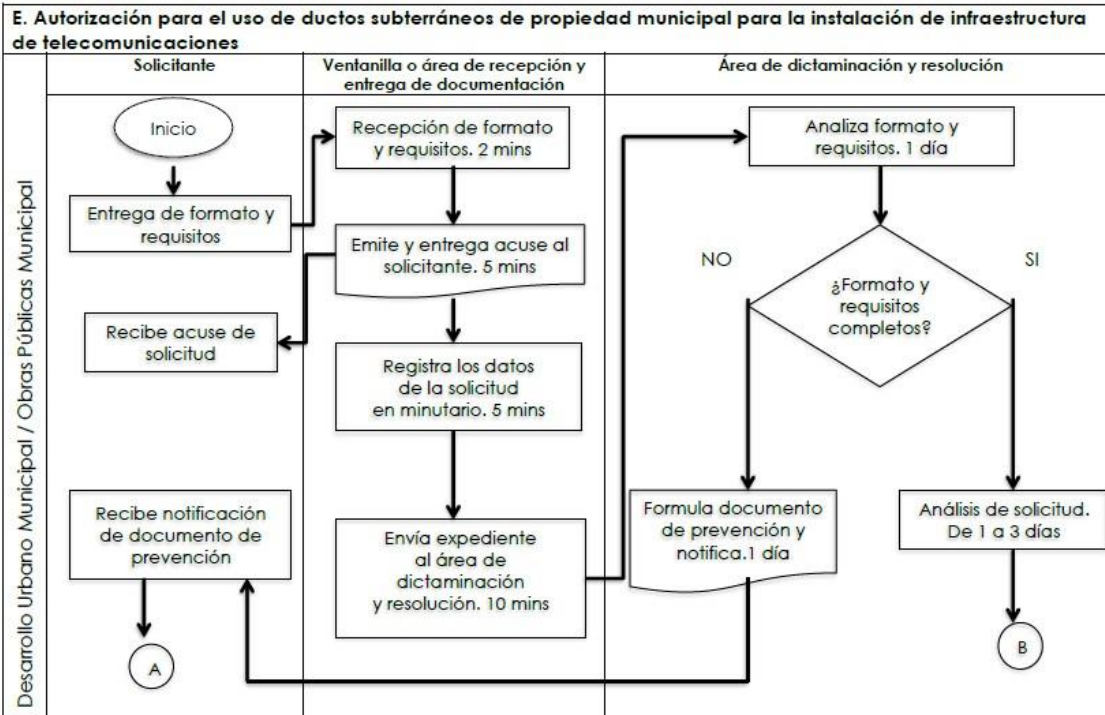 E. Autorización para el uso de ductos subterráneos de propiedad municipal para la instalación de infraestructura
de telecomunicaciones
Solicitante
Ventanilla o área de recepción y
entrega de documentación
Área de dictaminación y resolución
Desarrollo Urbano Municipal / Obras Públicas Municipal
Inicio
Entrega de formato y
requisitos
Recibe acuse de
solicitud
Recibe notificación
de documento de
prevención
A
Recepción de formato
y requisitos. 2 mins
Emite y entrega acuse al
solicitante. 5 mins
Registra los datos
de la solicitud
en minutario. 5 mins
Envía expediente
al área de
dictaminación
y resolución. 10 mins
Analiza formato y
requisitos. 1 día
NO
SI
¿Formato y
requisitos
completos?
Formula documento
de prevención y
notifica.1 día
Análisis de solicitud.
De 1 a 3 días
B